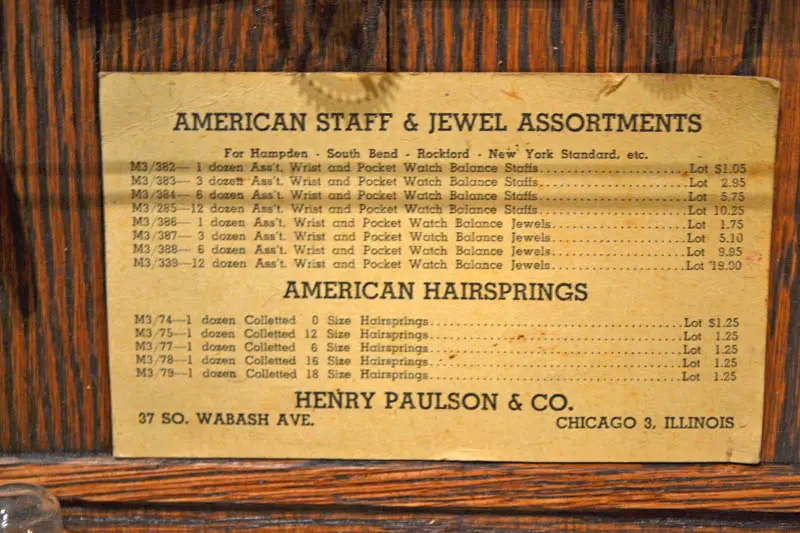 AMERICAN STAFF & JEWEL ASSORTMENTS
For Hampden - South Bend - Rockford - New York Standard, etc.
M3/382— 1 dozen Ass't. Wrist and Pocket Watch Balance Staffs..............................Lot $1.05
M3/383— 3 dozen Ass't. Wrist and Pocket Watch Balance Staffs..............................Lot 2.95
M3/384— 6 dozen Ass't. Wrist and Pocket Watch Balance Staffs..............................Lot 5.75
M3/285—12 dozen Ass't. Wrist and Pocket Watch Balance Staffs..............................Lot 10.25
M3/386— 1 dozen Ass't. Wrist and Pocket Watch Balance Jewels............................Lot 1.75
M3/387— 3 dozen Ass't. Wrist and Pocket Watch Balance Jewels............................Lot 5.10
M3/388— 6 dozen Ass't. Wrist and Pocket Watch Balance Jewels............................Lot 9.95
M3/339—12 dozen Ass't. Wrist and Pocket Watch Balance Jewels............................Lot 19.00
AMERICAN HAIRSPRINGS
M3/74—1 dozen Colletted 0 Size Hairsprings..................................................Lot $1.25
M3/75—1 dozen Colletted 12 Size Hairsprings..................................................Lot 1.25
M3/77—1 dozen Colletted 6 Size Hairsprings..................................................Lot 1.25
M3/78—1 dozen Colletted 16 Size Hairsprings..................................................Lot 1.25
M3/79—1 dozen Colletted 18 Size Hairsprings..................................................Lot 1.25
HENRY PAULSON & CO.
37 SO. WABASH AVE. CHICAGO 3, ILLINOIS